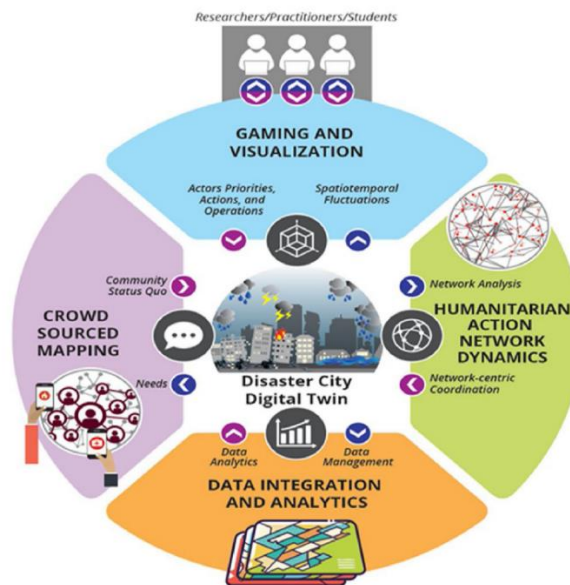 Researchers/Practitioners/Students
GAMING AND
VISUALIZATION
Actors Priorities,
Actions, and
Operations
Spatiotemporal
Fluctuations
Community
Status Quo
CROWD
SOURCED
MAPPING
Needs
Network Analysis
HUMANITARIAN
ACTION
NETWORK
DYNAMICS
Network-centric
Coordination
Disaster City
Digital Twin
Data
Analytics
Data
Management
DATA INTEGRATION
AND ANALYTICS